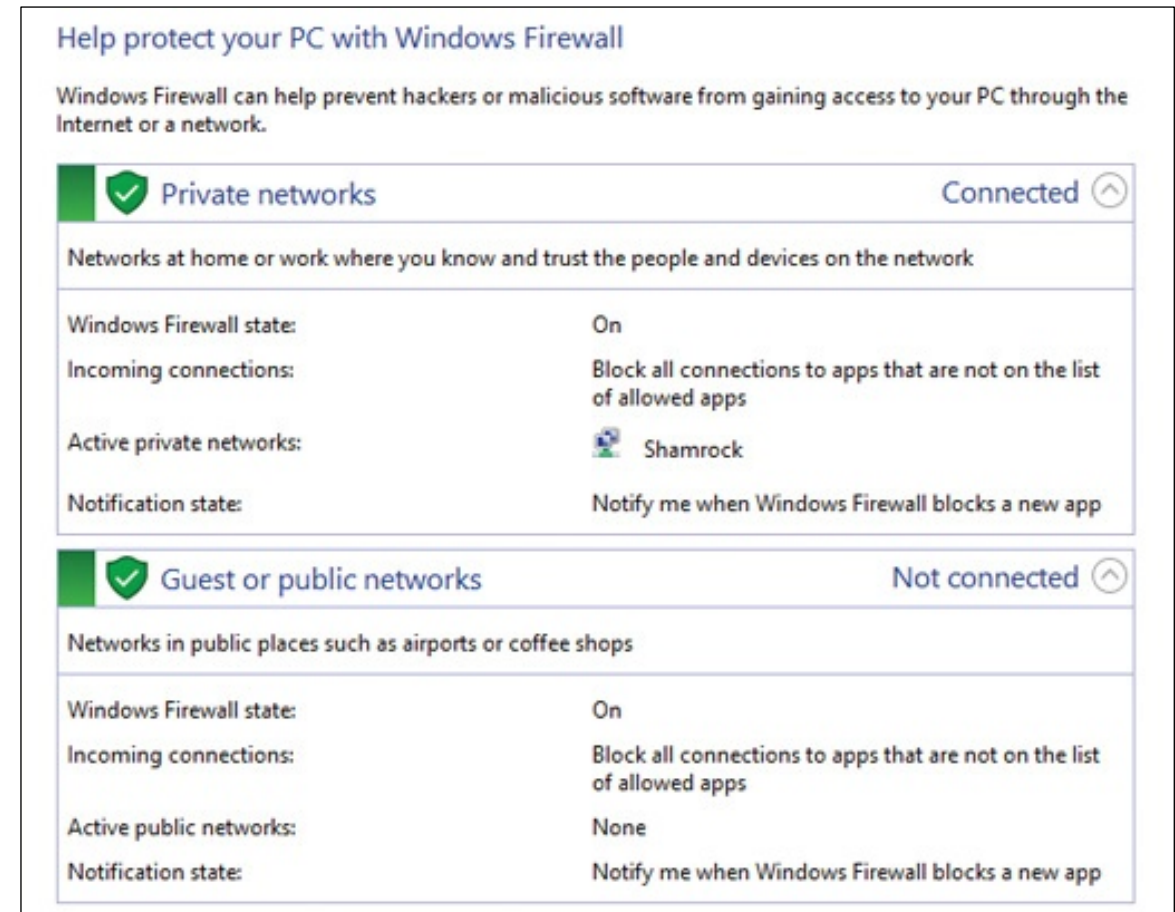 Help protect your PC with Windows Firewall
Windows Firewall can help prevent hackers or malicious software from gaining access to your PC through the
Internet or a network.
Private networks Connected
Networks at home or work where you know and trust the people and devices on the network
Windows Firewall state: On
Incoming connections: Block all connections to apps that are not on the list
of allowed apps
Active private networks: Shamrock
Notification state: Notify me when Windows Firewall blocks a new app
Guest or public networks Not connected
Networks in public places such as airports or coffee shops
Windows Firewall state: On
Incoming connections: Block all connections to apps that are not on the list
of allowed apps
Active public networks: None
Notification state: Notify me when Windows Firewall blocks a new app